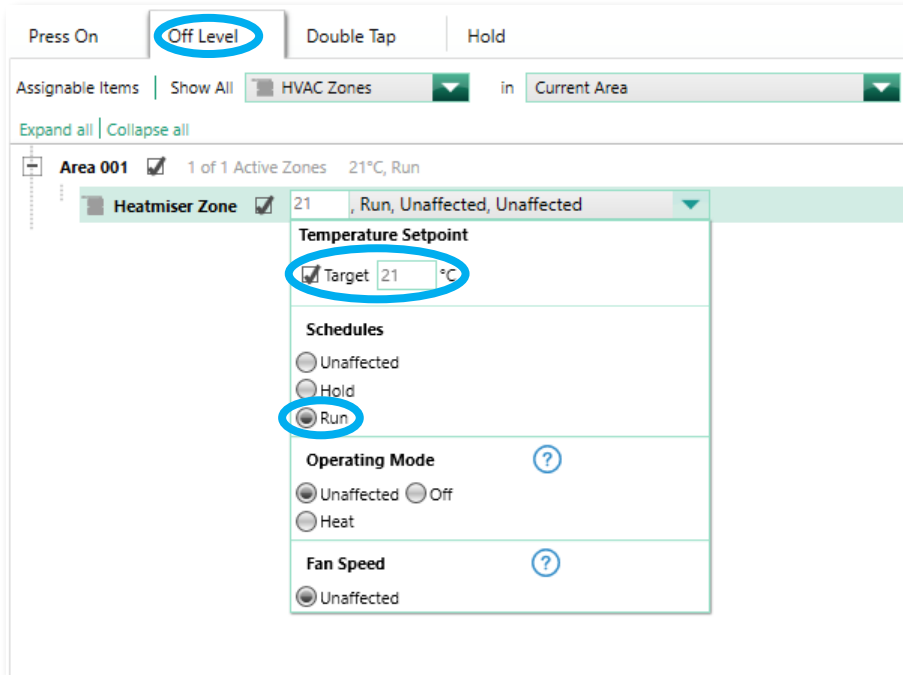 Press On Off Level Double Tap Hold
Assignable Items Show All HVAC Zones in Current Area
Expand all Collapse all
Area 001 1 of 1 Active Zones 21°C, Run
Heatmiser Zone 21 , Run, Unaffected, Unaffected
Temperature Setpoint
Target 21 °C
Schedules
Unaffected
Hold
Run
Operating Mode ?
Unaffected Off
Heat
Fan Speed ?
Unaffected